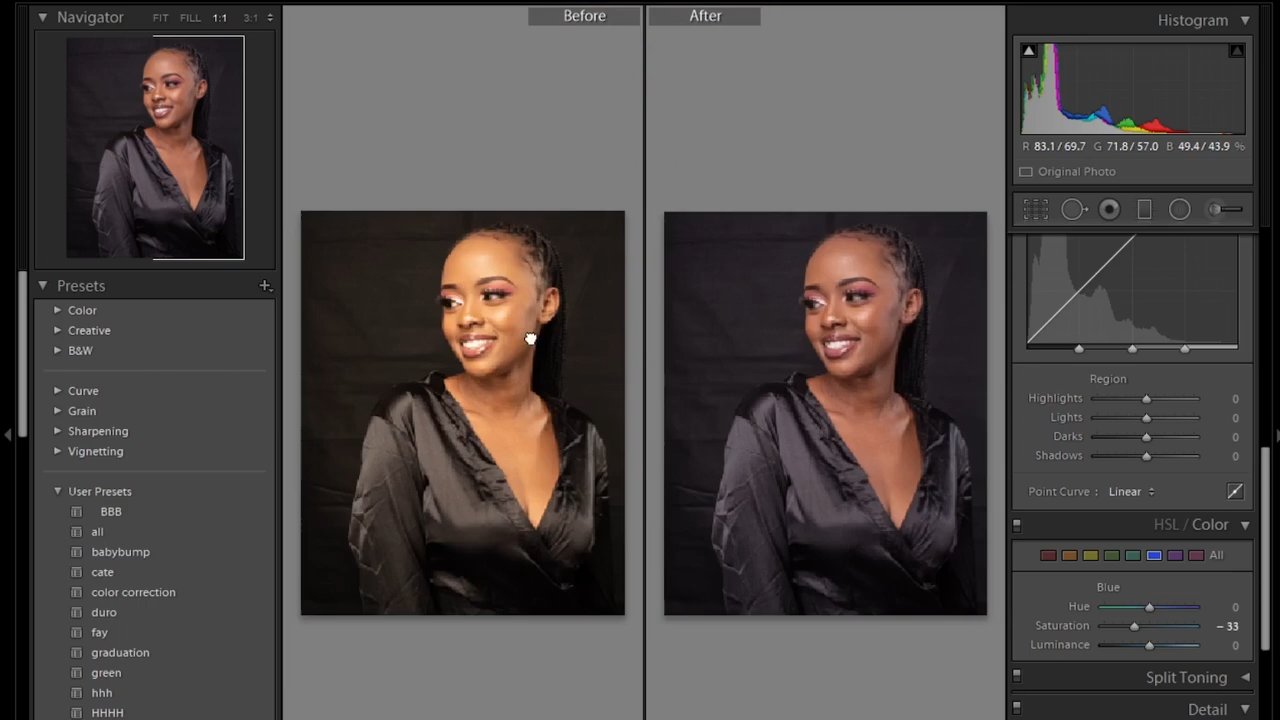 Navigator FIT FILL 1:1 3:1
Presets
Color
Creative
B&W
Curve
Grain
Sharpening
Vignetting
User Presets
BBB
all
babybump
cate
color correction
duro
fay
graduation
green
hhh
HHHH
Before
After
Histogram
R 83.1 / 69.7 G 71.8 / 57.0 B 49.4 / 43.9 %
Original Photo
Region
Highlights 0
Lights 0
Darks 0
Shadows 0
Point Curve : Linear
HSL / Color
All
Blue
Hue 0
Saturation – 33
Luminance 0
Split Toning
Detail